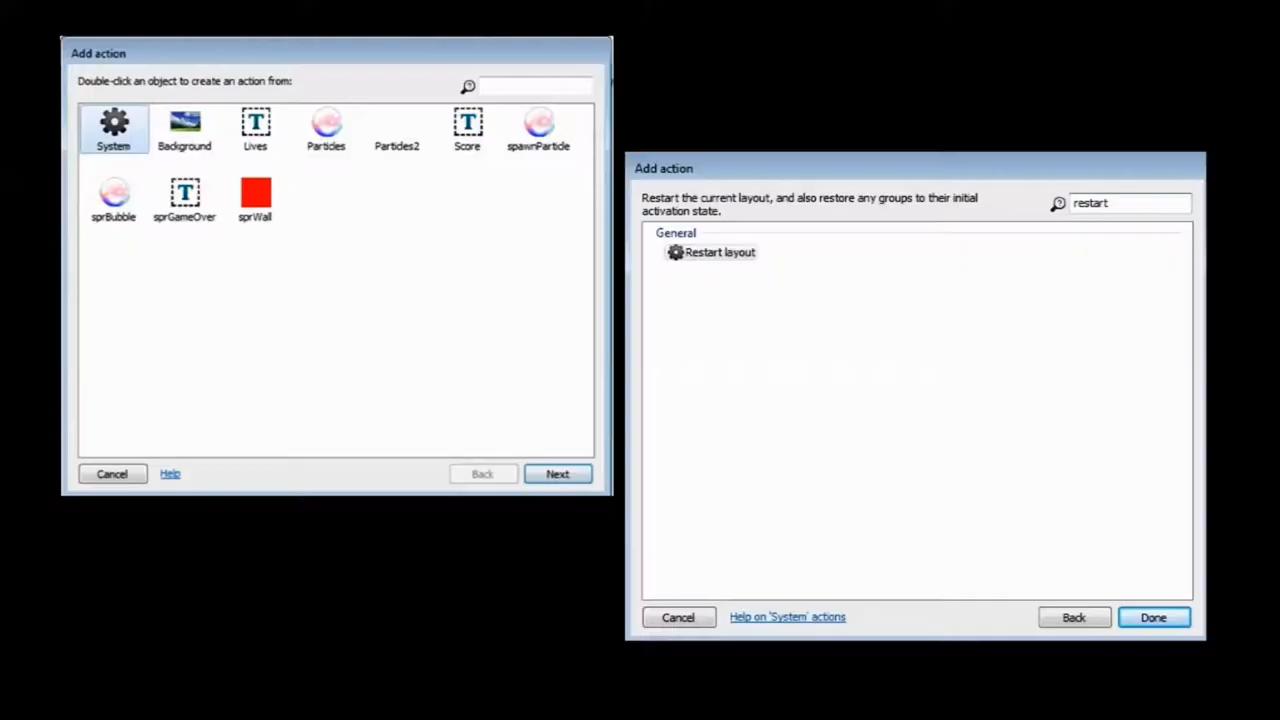 Add action
Double-click an object to create an action from:
System
Background
Lives
Particles
Particles2
Score
spawnParticle
sprBubble
sprGameOver
sprWall
Cancel
Help
Back
Next
Add action
Restart the current layout, and also restore any groups to their initial
activation state.
restart
General
Restart layout
Cancel
Help on 'System' actions
Back
Done